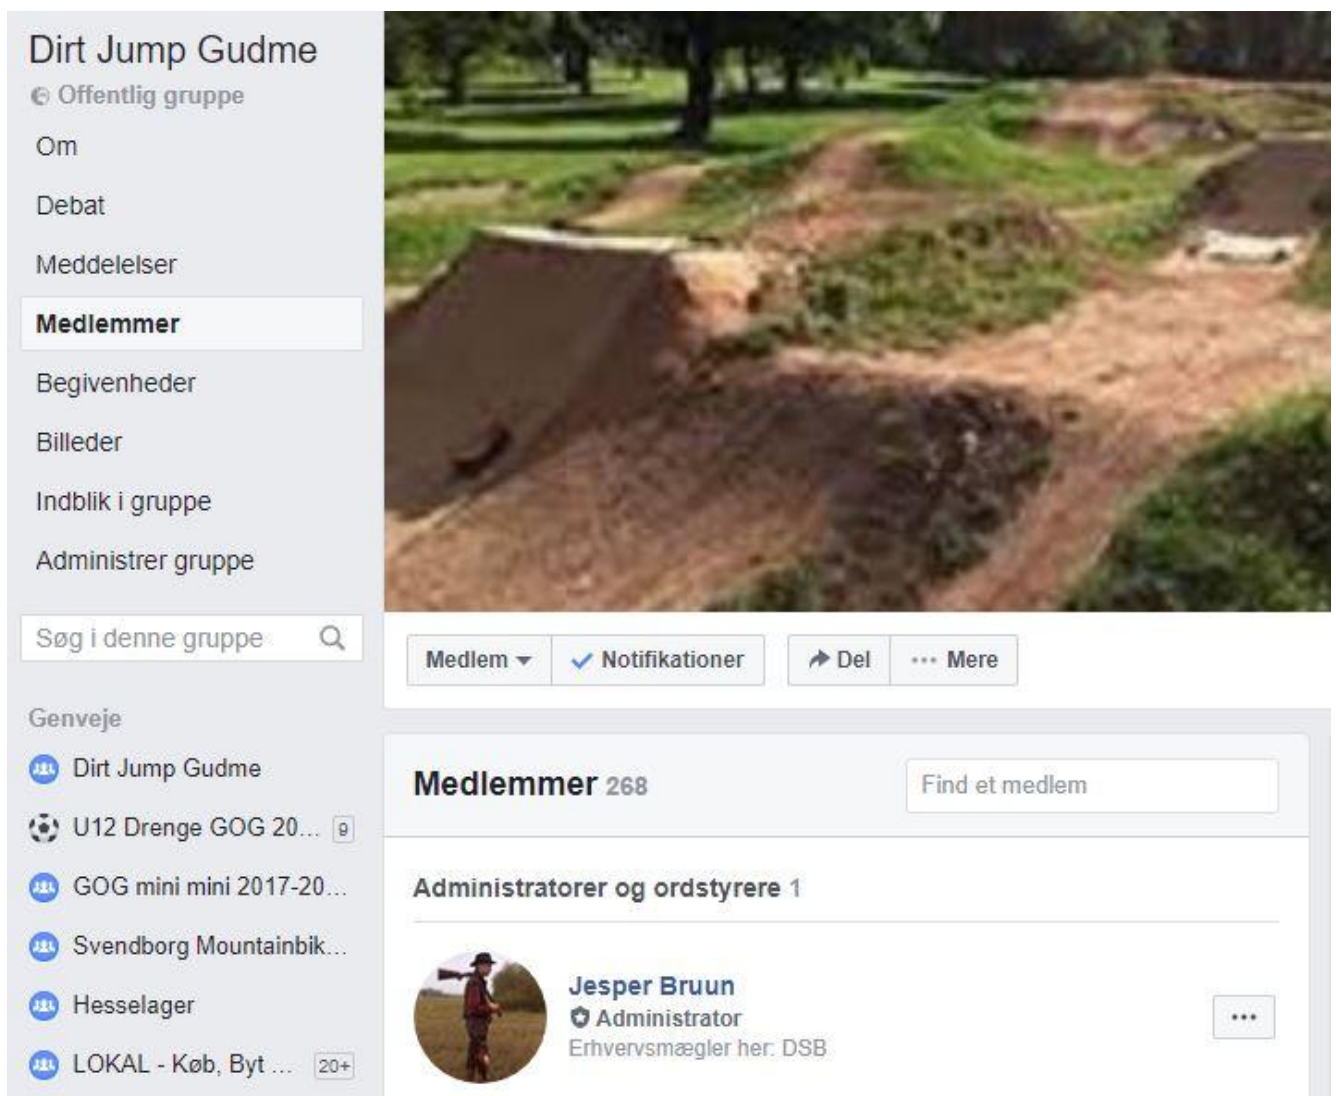 Dirt Jump Gudme
Offentlig gruppe
Om
Debat
Meddelelser
Medlemmer
Begivenheder
Billeder
Indblik i gruppe
Administrer gruppe
Søg i denne gruppe
Genveje
Dirt Jump Gudme
U12 Drenge GOG 20... 9
GOG mini mini 2017-20...
Svendborg Mountainbik...
Hesselager
LOKAL - Køb, Byt ... 20+
Medlem
Notifikationer
Del
Mere
Medlemmer 268
Find et medlem
Administratorer og ordstyrere 1
Jesper Bruun
Administrator
Erhvervsmægler her: DSB